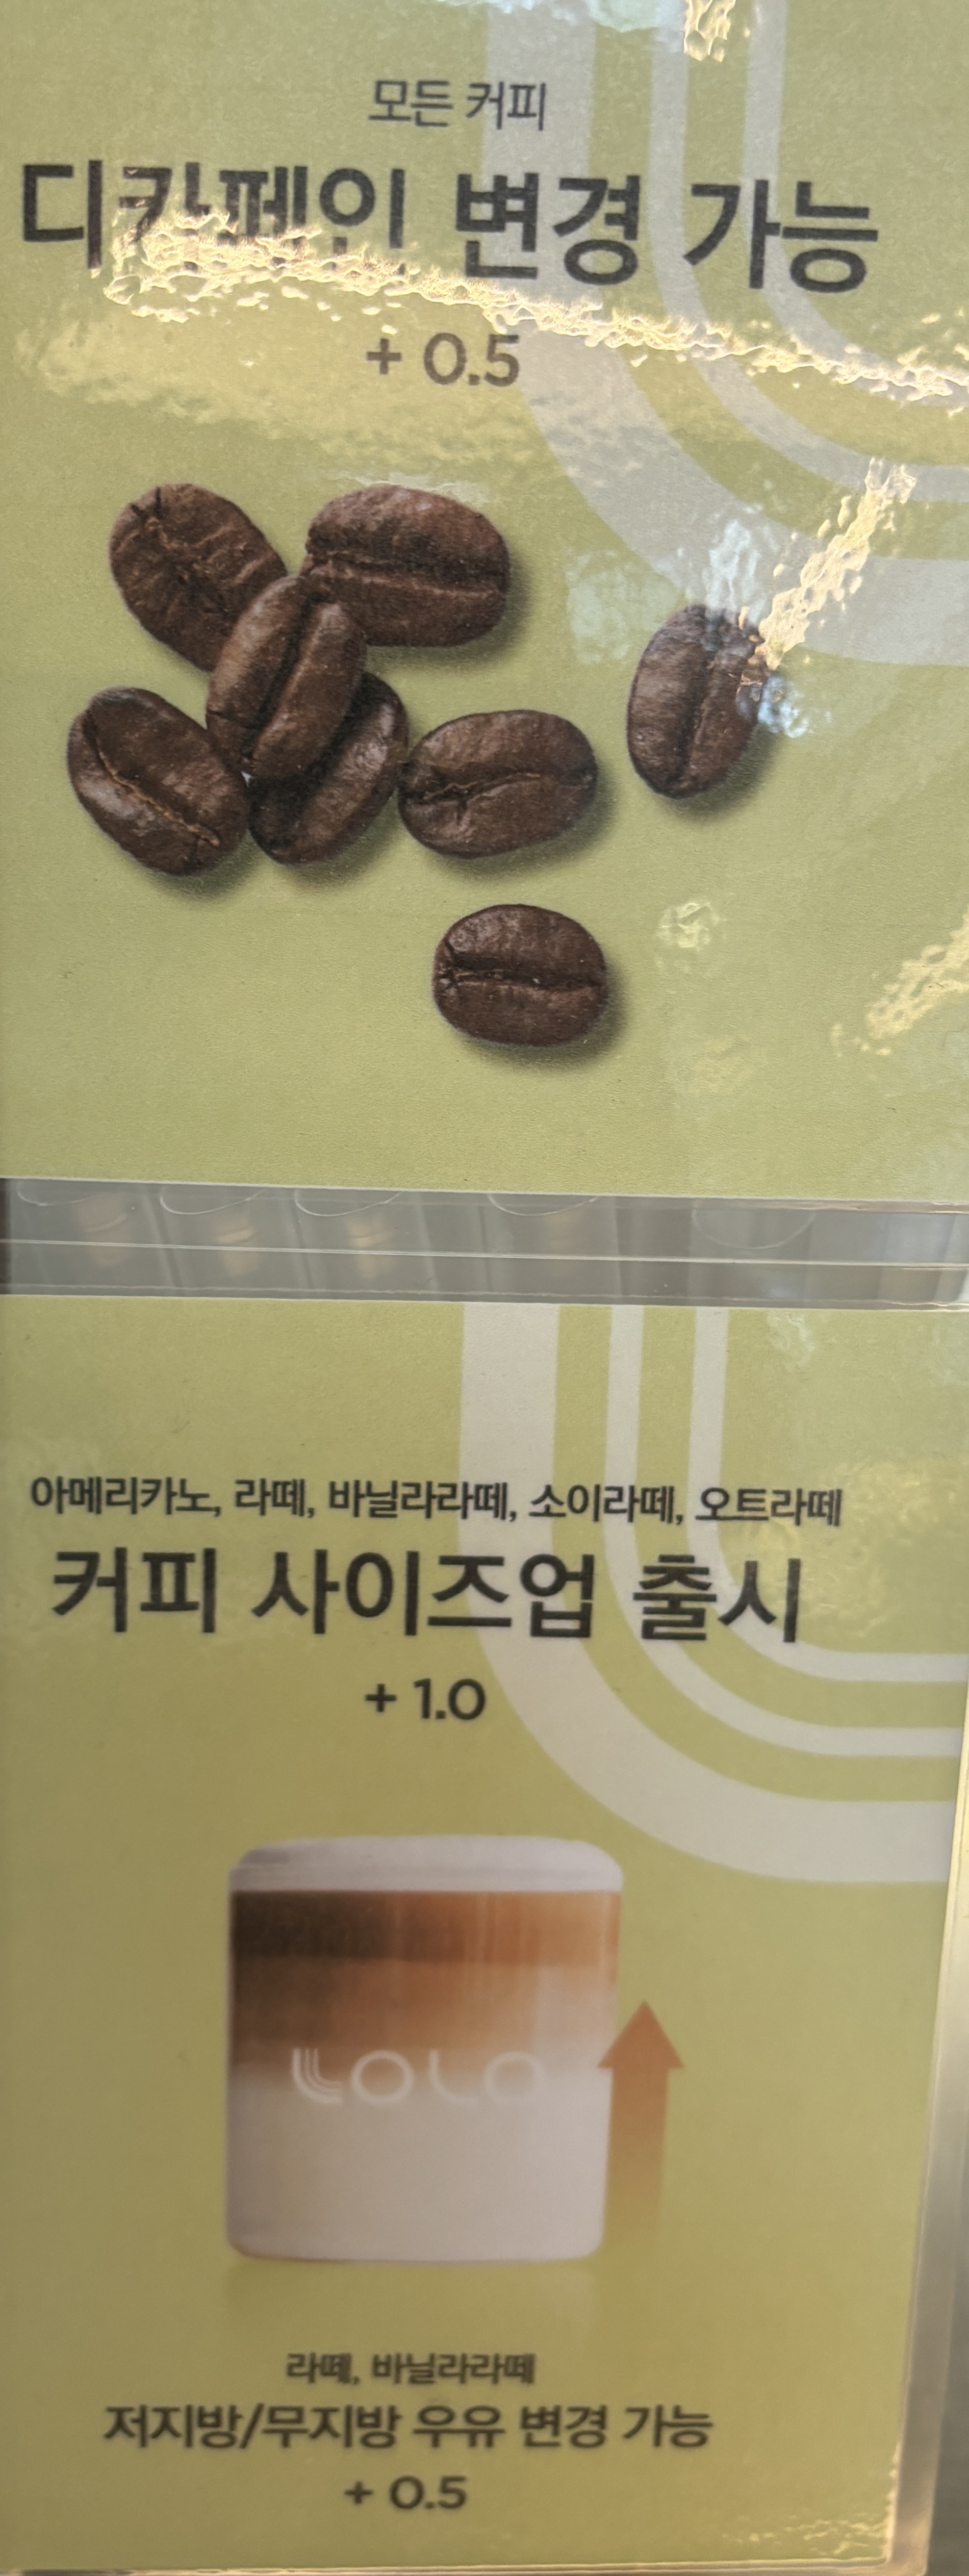 모든 커피
디카페인 변경 가능
+ 0.5
아메리카노, 라떼, 바닐라라떼, 소이라떼, 오트라떼
커피 사이즈업 출시
+ 1.0
LOLO
라떼, 바닐라라떼
저지방/무지방 우유 변경 가능
+ 0.5